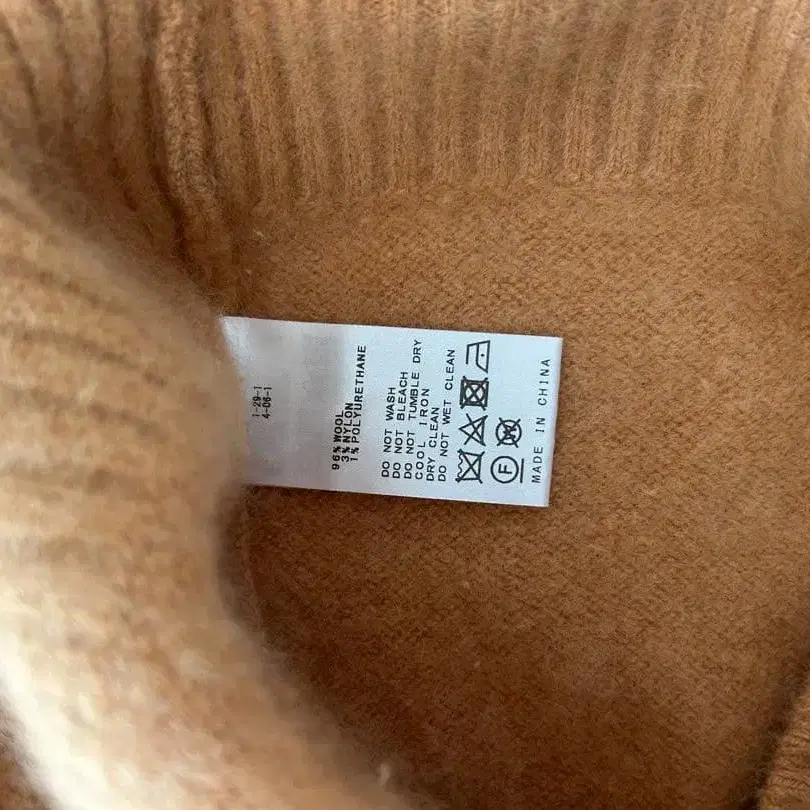 1-29-1
4-06-1
96%WOOL
3%NYLON
1%POLYURETHANE
DO NOT WASH
DO NOT BLEACH
DO NOT TUMBLE DRY
COOL IRON
DRY CLEAN
DO NOT WET CLEAN
F W
MADE IN CHINA